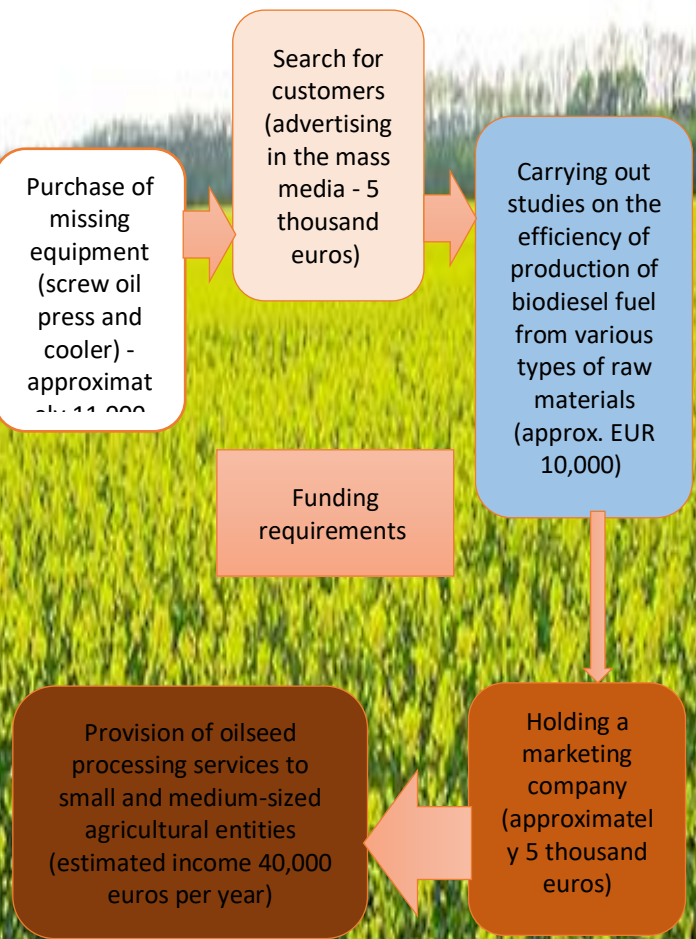 Purchase of
missing
equipment
(screw oil
press and
cooler) -
approximat
ely 11,000
Search for
customers
(advertising
in the mass
media - 5
thousand
euros)
Carrying out
studies on the
efficiency of
production of
biodiesel fuel
from various
types of raw
materials
(approx. EUR
10,000)
Funding
requirements
Holding a
marketing
company
(approximatel
y 5 thousand
euros)
Provision of oilseed
processing services to
small and medium-sized
agricultural entities
(estimated income 40,000
euros per year)